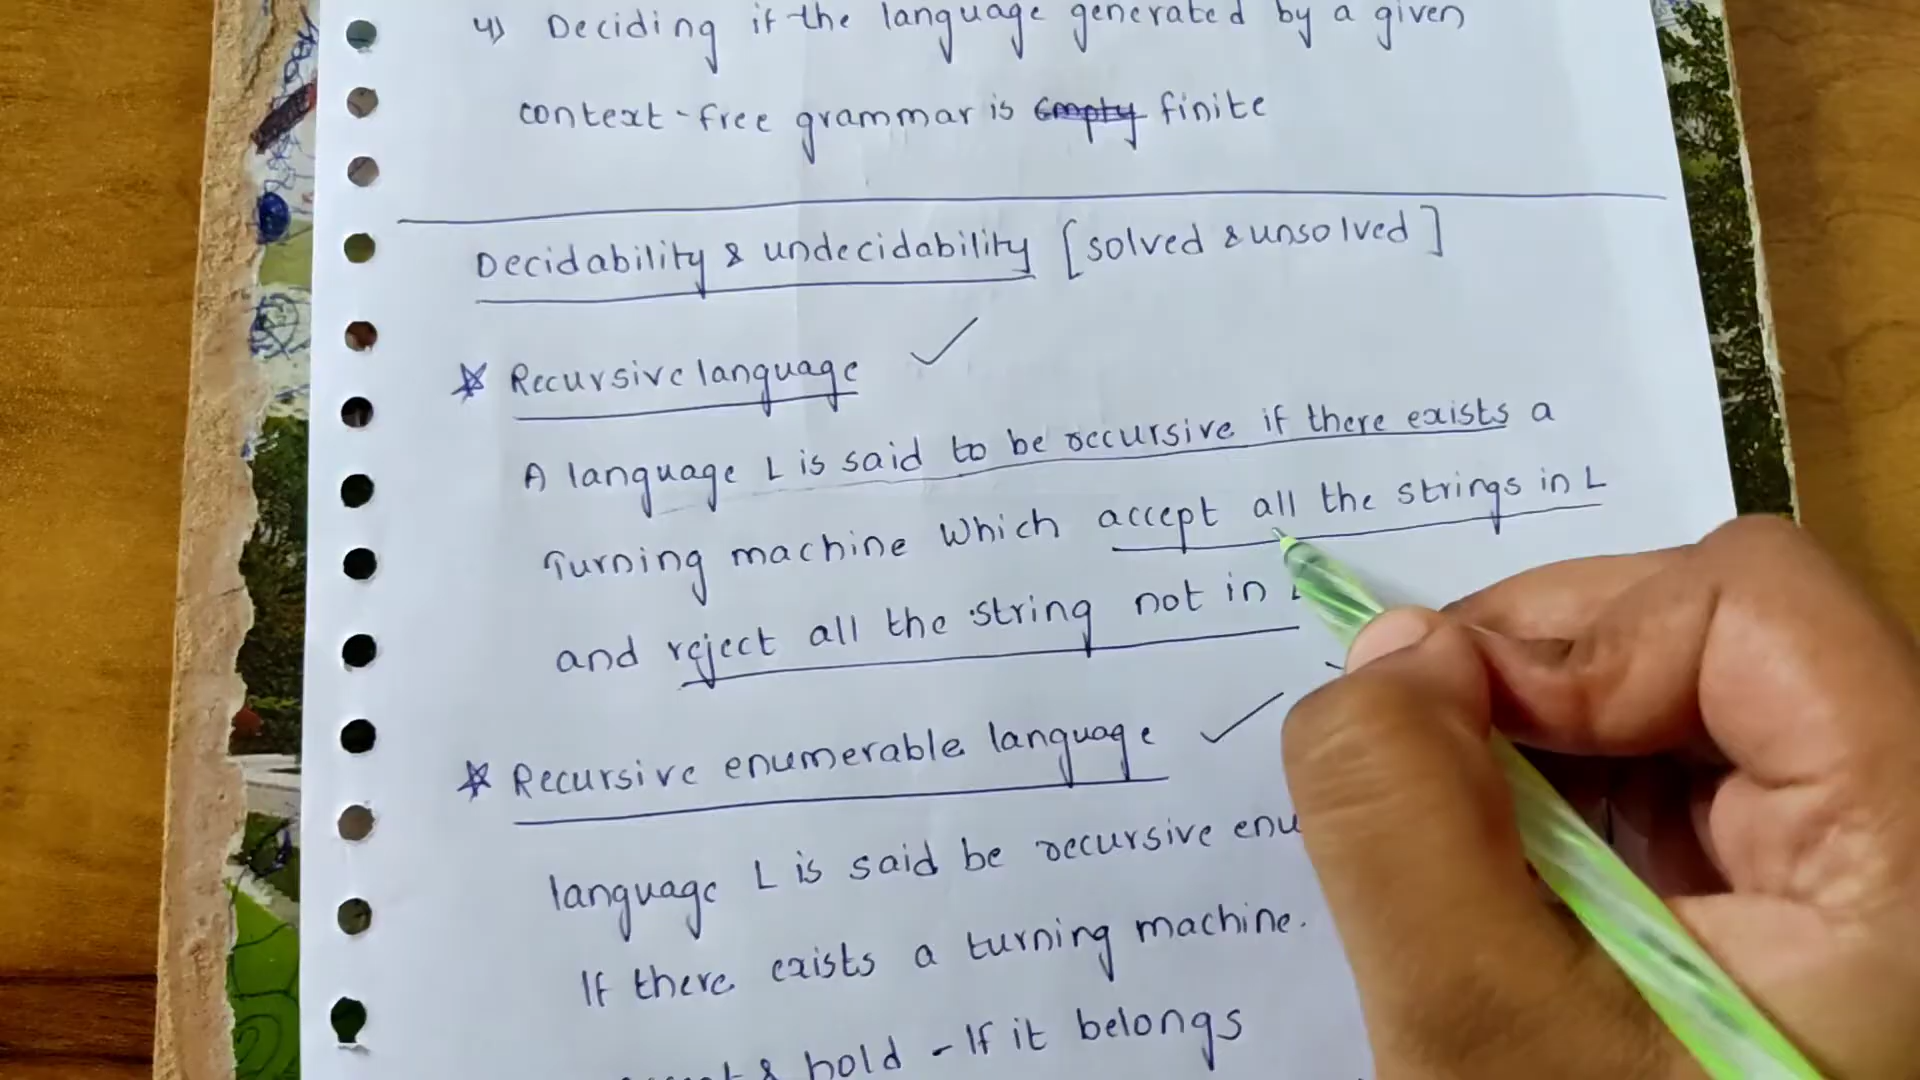 4) Deciding if the language generated by a given
context-free grammar is empty finite
Decidability & undecidability [solved & unsolved]
* Recursive language ✓
A language L is said to be recursive if there exists a
Turning machine which accept all the strings in L
and reject all the string not in L
* Recursive enumerable language ✓
language L is said be recursive enu
If there exists a turning machine.
& hold - If it belongs